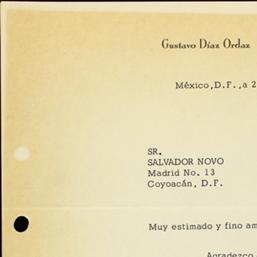 Gustavo Díaz Ordaz
México,D.F.,a 2
SR.
SALVADOR NOVO
Madrid No. 13
Coyoacán, D.F.
Muy estimado y fino am
Agradezco